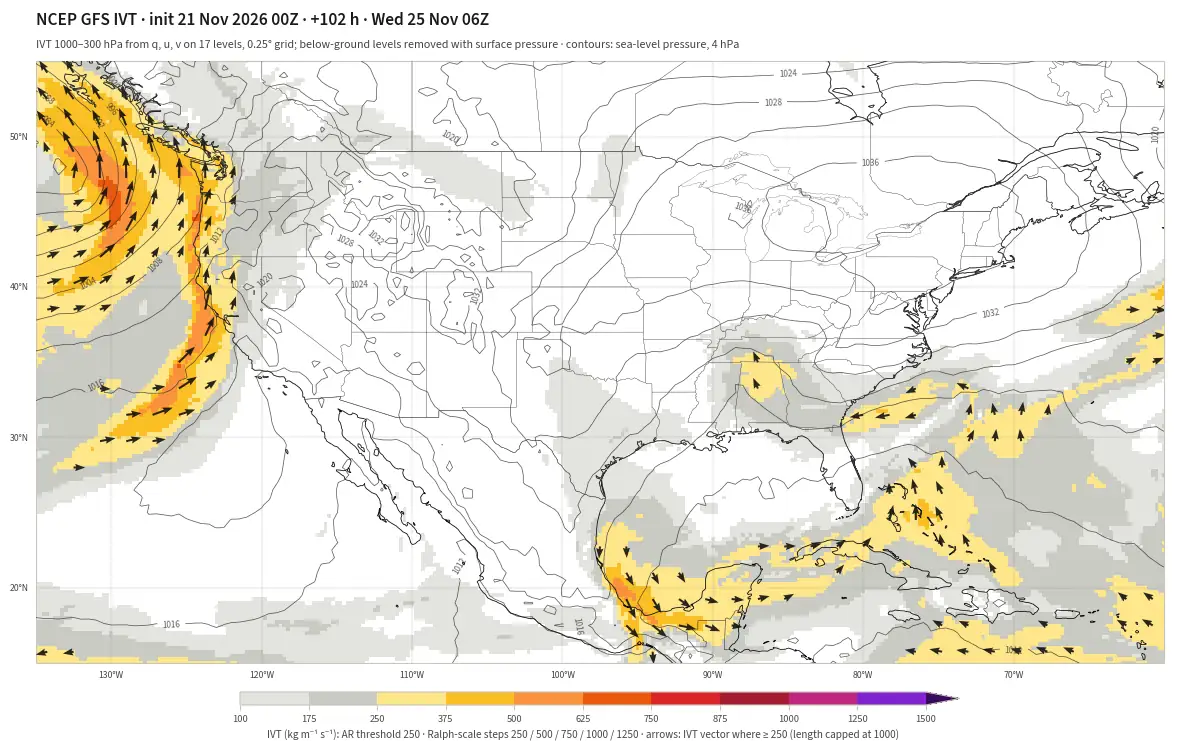 NCEP GFS IVT · init 21 Nov 2026 00Z · +102 h · Wed 25 Nov 06Z
IVT 1000–300 hPa from q, u, v on 17 levels, 0.25° grid; below-ground levels removed with surface pressure · contours: sea-level pressure, 4 hPa
1024
1028
1020
1020
50°N
1036
1036
1012
1028
1032
1008
1020
1004
1024
1032
40°N
1032
1016
30°N
1012
20°N
1016
1016
130°W
120°W
110°W
100°W
90°W
80°W
70°W
100
175
250
375
500
625
750
875
1000
1250
1500
IVT (kg m⁻¹ s⁻¹): AR threshold 250 · Ralph-scale steps 250 / 500 / 750 / 1000 / 1250 · arrows: IVT vector where ≥ 250 (length capped at 1000)